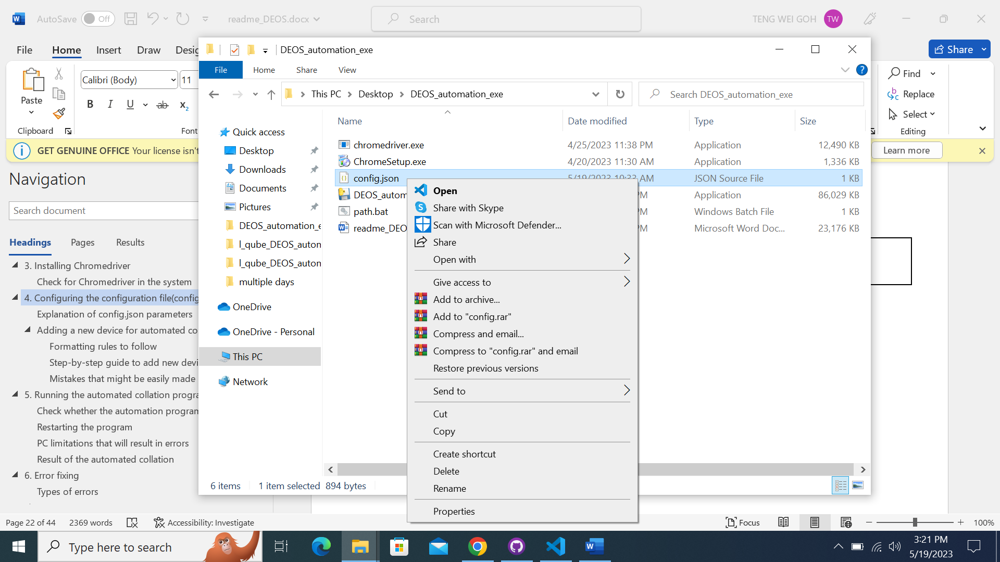 AutoSave Off readme_DEOS.docx Search TENG WEI GOH TW
File Home Insert Draw Desig Share
DEOS_automation_exe
File Home Share View ?
Calibri (Body) 11
Paste
B I U ab x2
Clipboard Font
Find
Replace
Select
Editing
This PC Desktop DEOS_automation_exe Search DEOS_automation_exe
GET GENUINE OFFICE Your license isn't Learn more
Navigation
Search document
Headings Pages Results
3. Installing Chromedriver
Check for Chromedriver in the system
4. Configuring the configuration file(config
Explanation of config.json parameters
Adding a new device for automated co
Formatting rules to follow
Step-by-step guide to add new devi
Mistakes that might be easily made
5. Running the automated collation progra
Check whether the automation program
Restarting the program
PC limitations that will result in errors
Result of the automated collation
6. Error fixing
Types of errors
Quick access
Desktop
Downloads
Documents
Pictures
DEOS_automation_e
l_qube_DEOS_autom
l_qube_DEOS_autom
multiple days
OneDrive
OneDrive - Personal
This PC
Network
Name Date modified Type Size
chromedriver.exe 4/25/2023 11:38 PM Application 12,490 KB
ChromeSetup.exe 4/20/2023 11:30 AM Application 1,336 KB
config.json 5/19/2023 10:33 AM JSON Source File 1 KB
DEOS_autom PM Application 86,029 KB
path.bat PM Windows Batch File 1 KB
readme_DEO PM Microsoft Word Doc... 23,176 KB
Open
Share with Skype
Scan with Microsoft Defender...
Share
Open with
Give access to
Add to archive...
Add to "config.rar"
Compress and email...
Compress to "config.rar" and email
Restore previous versions
Send to
Cut
Copy
Create shortcut
Delete
Rename
Properties
6 items 1 item selected 894 bytes
Page 22 of 44 2369 words Accessibility: Investigate Focus 100%
Type here to search
3:21 PM
5/19/2023